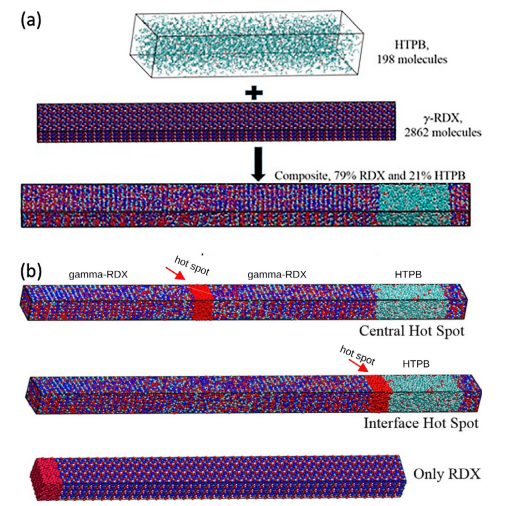 (a)
HTPB,
198 molecules
+
γ-RDX,
2862 molecules
Composite, 79% RDX and 21% HTPB
(b)
hot spot
gamma-RDX
gamma-RDX
HTPB
Central Hot Spot
hot spot
HTPB
Interface Hot Spot
Only RDX